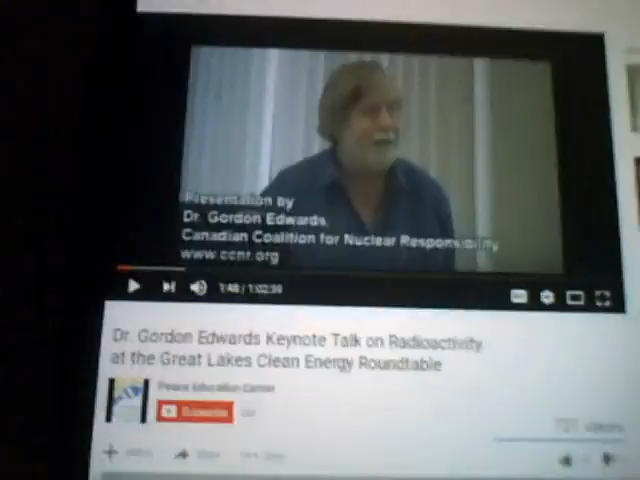 Presentation by
Dr. Gordon Edwards,
Canadian Coalition for Nuclear Responsibility
www.ccnr.org
1:48 / 1:02:39
Dr. Gordon Edwards Keynote Talk on Radioactivity
at the Great Lakes Clean Energy Roundtable
Peace Education Center
Subscribe
views